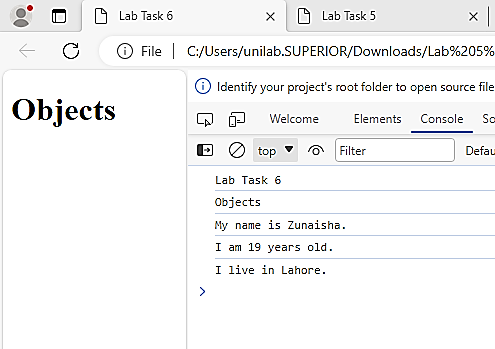 Lab Task 6
Lab Task 5
File
C:/Users/unilab.SUPERIOR/Downloads/Lab%205%
Objects
Identify your project's root folder to open source file
Welcome
Elements
Console
So
top
Filter
Defau
Lab Task 6
Objects
My name is Zunaisha.
I am 19 years old.
I live in Lahore.